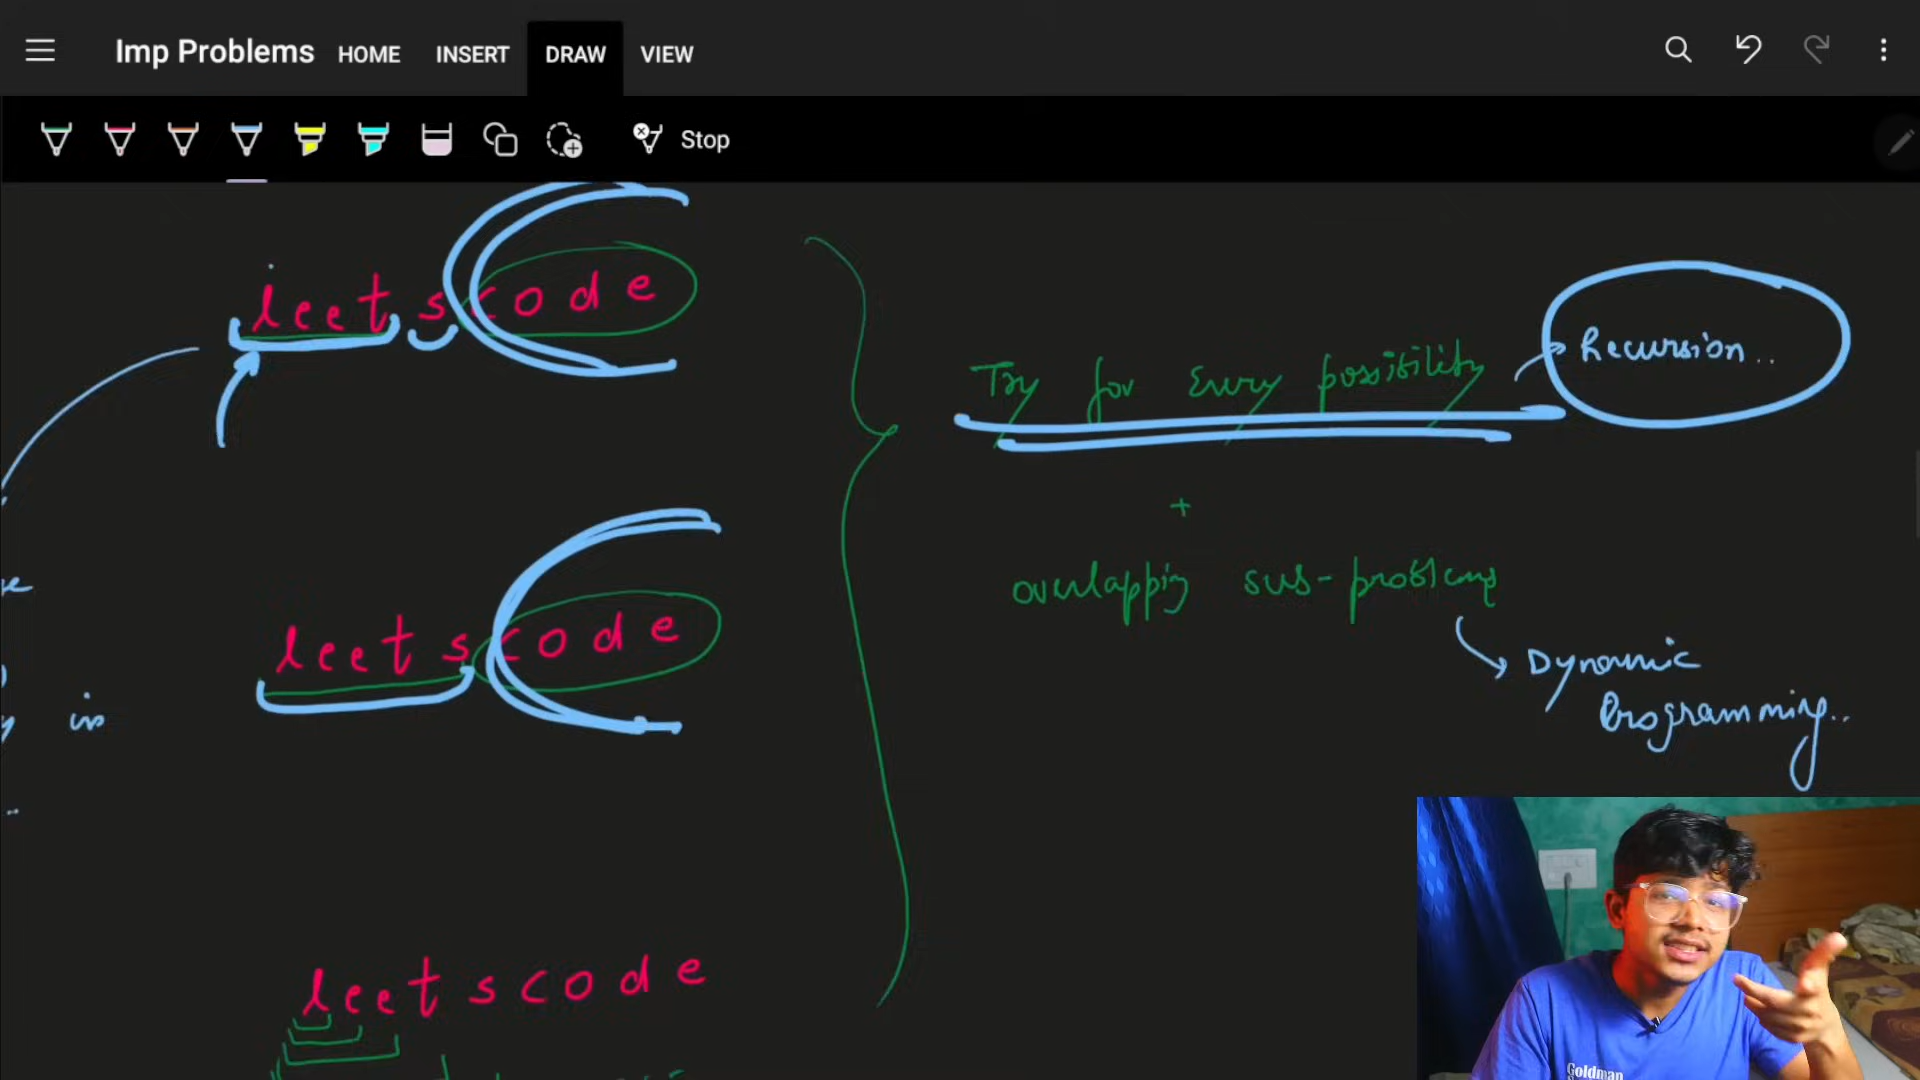 Imp Problems HOME INSERT DRAW VIEW
Stop
leetscode
Try for Every possibility
Recursion..
+
overlapping sub-problems
leetscode
Dynamic
Programming..
is
leetscode
Goldman